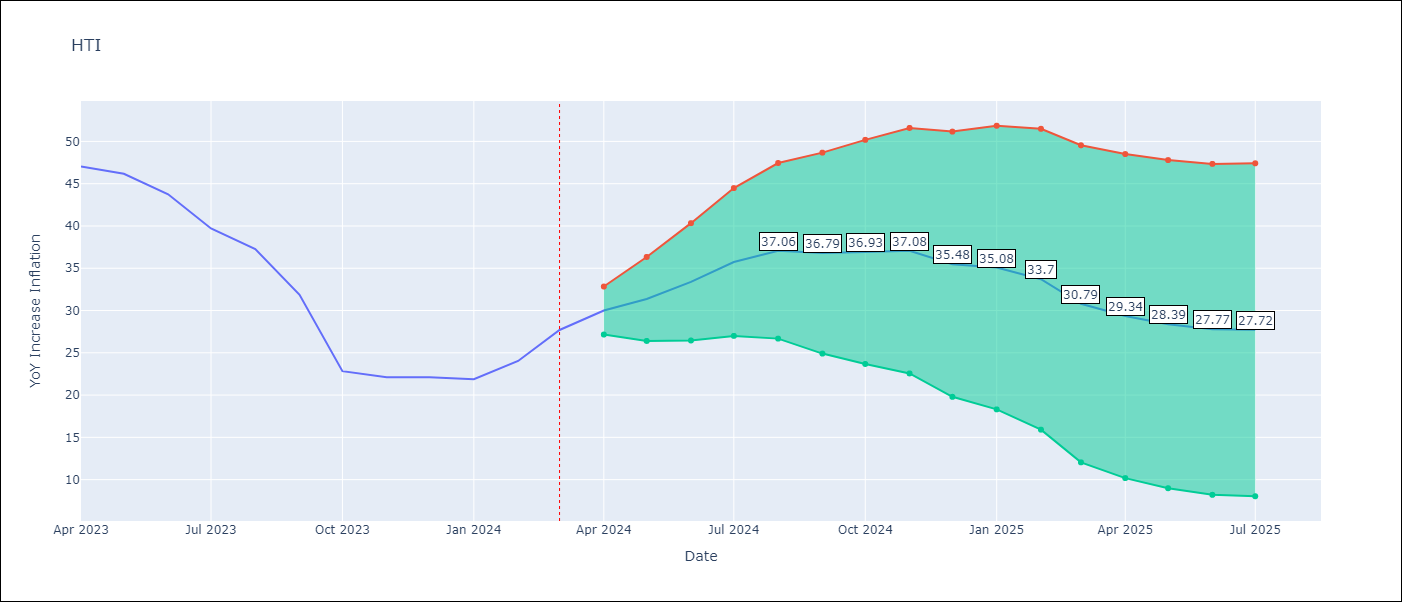 HTI
YoY Increase Inflation
50
45
40
35
30
25
20
15
10
37.06
36.79
36.93
37.08
35.48
35.08
33.7
30.79
29.34
28.39
27.77
27.72
Apr 2023
Jul 2023
Oct 2023
Jan 2024
Apr 2024
Jul 2024
Oct 2024
Jan 2025
Apr 2025
Jul 2025
Date